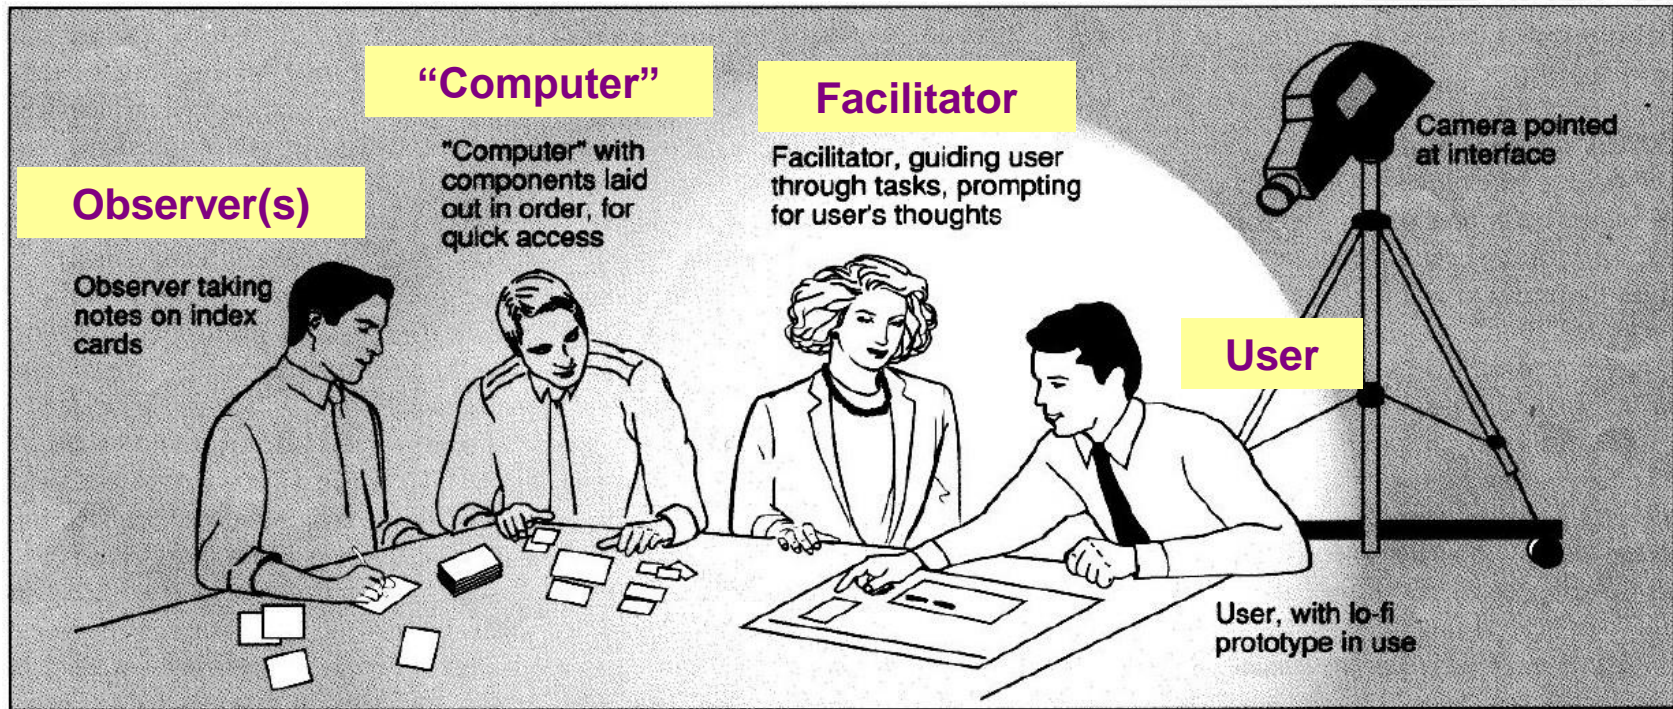 Observer(s)
Observer taking
notes on index
cards
“Computer”
"Computer" with
components laid
out in order, for
quick access
Facilitator
Facilitator, guiding user
through tasks, prompting
for user's thoughts
Camera pointed
at interface
User
User, with lo-fi
prototype in use